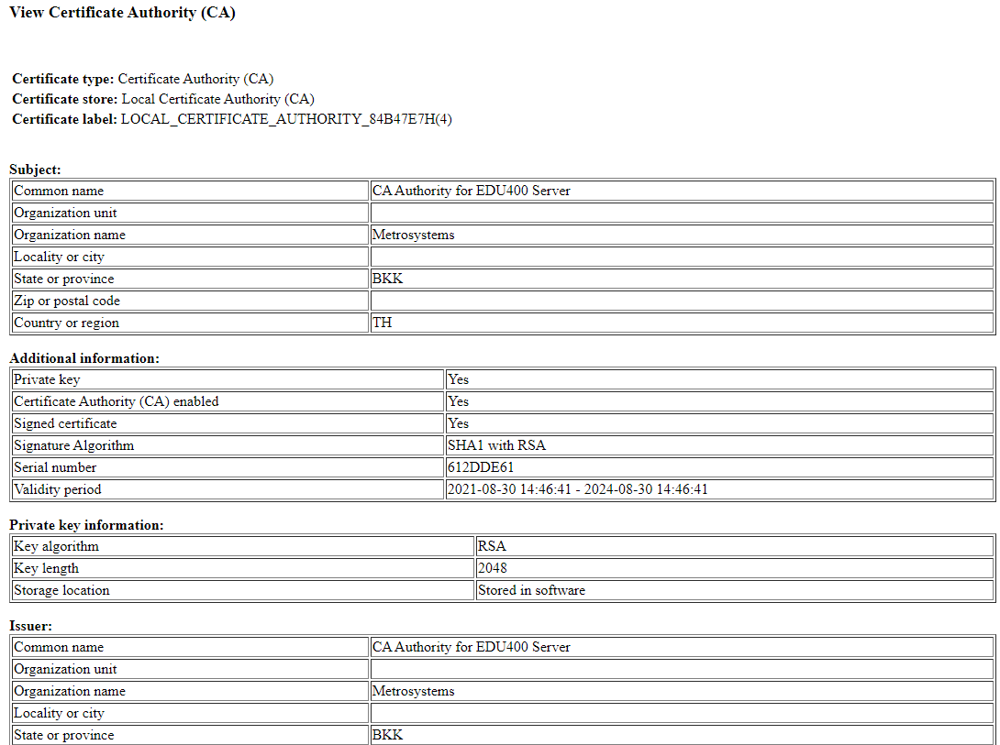 View Certificate Authority (CA)
Certificate type: Certificate Authority (CA)
Certificate store: Local Certificate Authority (CA)
Certificate label: LOCAL_CERTIFICATE_AUTHORITY_84B47E7H(4)
Subject:
Common name CA Authority for EDU400 Server
Organization unit
Organization name Metrosystems
Locality or city
State or province BKK
Zip or postal code
Country or region TH
Additional information:
Private key Yes
Certificate Authority (CA) enabled Yes
Signed certificate Yes
Signature Algorithm SHA1 with RSA
Serial number 612DDE61
Validity period 2021-08-30 14:46:41 - 2024-08-30 14:46:41
Private key information:
Key algorithm RSA
Key length 2048
Storage location Stored in software
Issuer:
Common name CA Authority for EDU400 Server
Organization unit
Organization name Metrosystems
Locality or city
State or province BKK